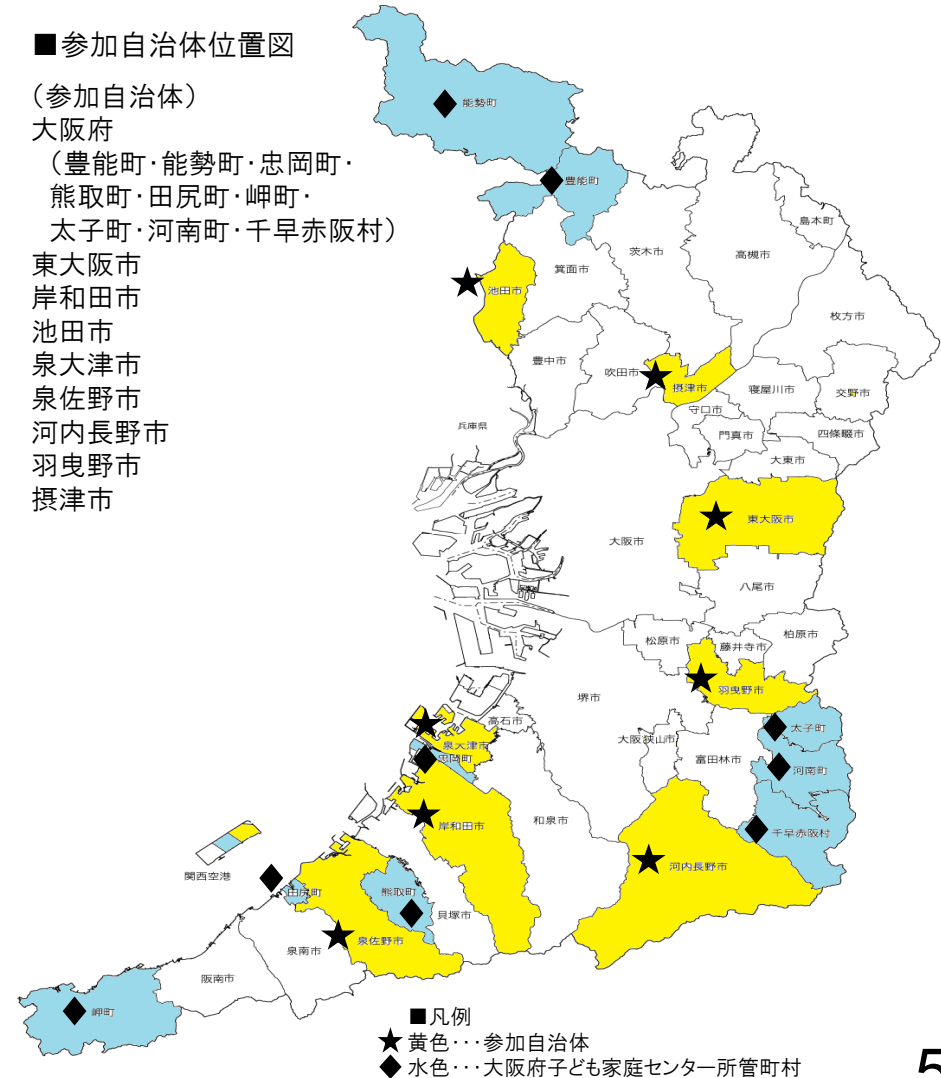 ■参加自治体位置図
（参加自治体）
大阪府
（豊能町・能勢町・忠岡町・
熊取町・田尻町・岬町・
太子町・河南町・千早赤阪村）
東大阪市
岸和田市
池田市
泉大津市
泉佐野市
河内長野市
羽曳野市
摂津市
能勢町
豊能町
島本町
茨木市
高槻市
箕面市
池田市
枚方市
豊中市
吹田市
摂津市
寝屋川市
交野市
守口市
兵庫県
門真市
四條畷市
大東市
東大阪市
大阪市
八尾市
松原市
藤井寺市
柏原市
羽曳野市
堺市
高石市
太子町
泉大津市
大阪狭山市
忠岡町
富田林市
河南町
和泉市
岸和田市
千早赤阪村
河内長野市
関西空港
田尻町
熊取町
貝塚市
泉佐野市
泉南市
阪南市
岬町
■凡例
★黄色・・・参加自治体
◆水色・・・大阪府子ども家庭センター所管町村
5